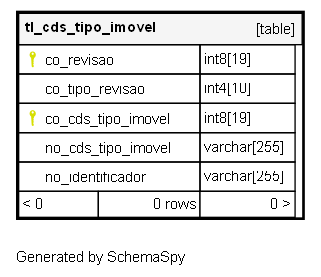 tl_cds_tipo_imovel [table]
co_revisao int8[19]
co_tipo_revisao int4[10]
co_cds_tipo_imovel int8[19]
no_cds_tipo_imovel varchar[255]
no_identificador varchar[255]
< 0 0 rows 0 >
Generated by SchemaSpy